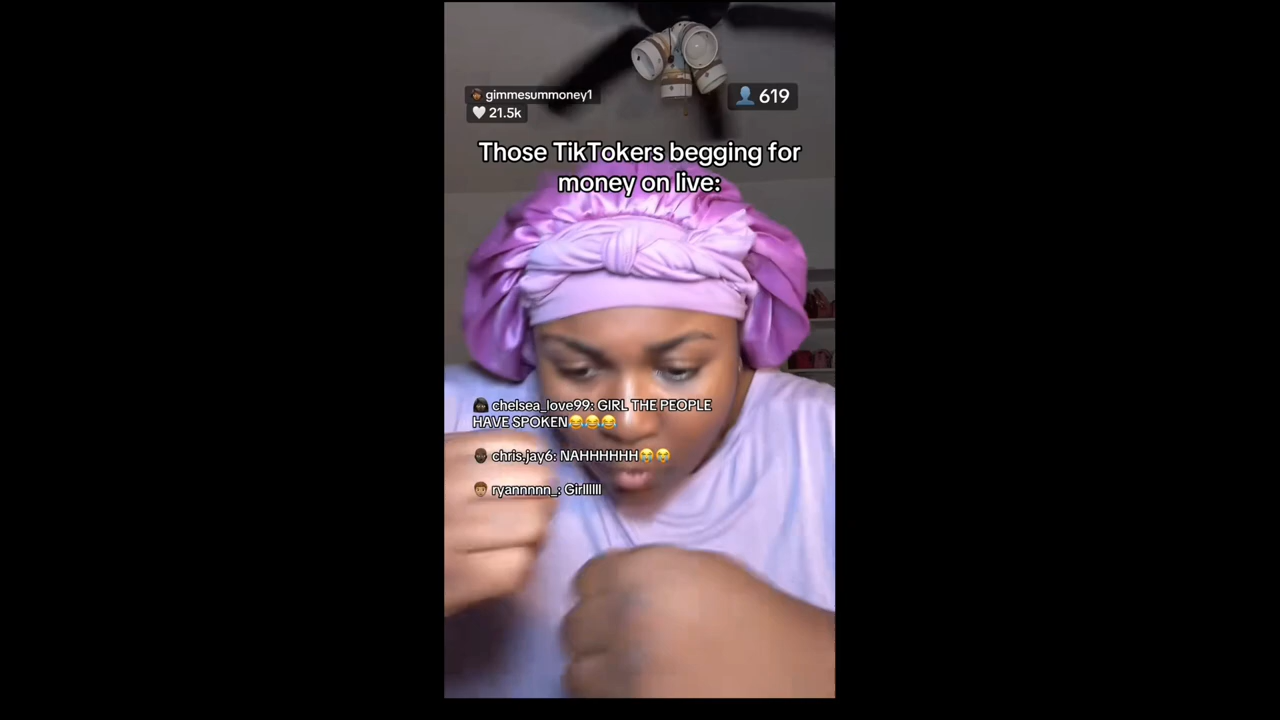 gimmesummoney1
🤍 21.5k
👤 619
Those TikTokers begging for
money on live:
chelsea_love99: GIRL THE PEOPLE
HAVE SPOKEN😂😂😂
chris.jay6: NAHHHHHH😭😭
ryannnnn_: Girllllll